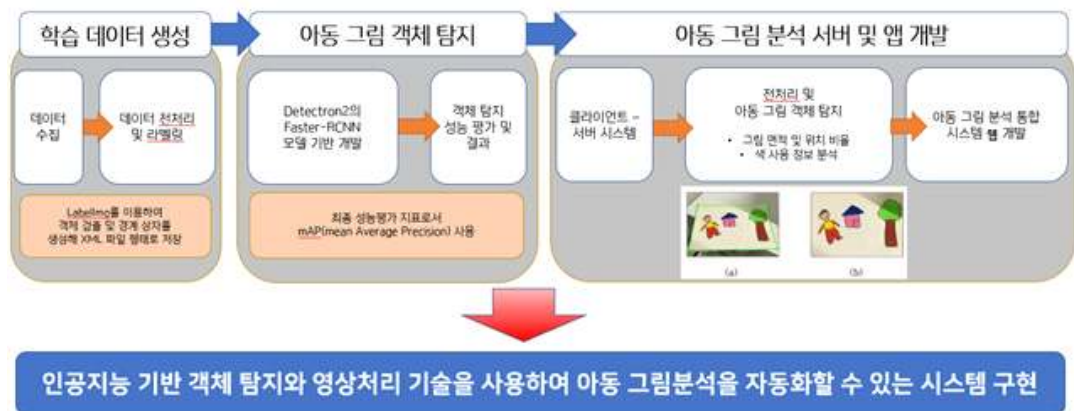 학습 데이터 생성
아동 그림 객체 탐지
아동 그림 분석 서버 및 앱 개발
데이터
수집
데이터 전처리
및 라벨링
LabelImg를 이용하여
객체 검출 및 경계 상자를
생성해 XML 파일 형태로 저장
Detectron2의
Faster-RCNN
모델 기반 개발
객체 탐지
성능 평가 및
결과
최종 성능평가 지표로서
mAP(mean Average Precision) 사용
클라이언트 –
서버 시스템
전처리 및
아동 그림 객체 탐지
• 그림 면적 및 위치 비율
• 색 사용 정보 분석
아동 그림 분석 통합
시스템 웹 개발
(a)
(b)
인공지능 기반 객체 탐지와 영상처리 기술을 사용하여 아동 그림분석을 자동화할 수 있는 시스템 구현